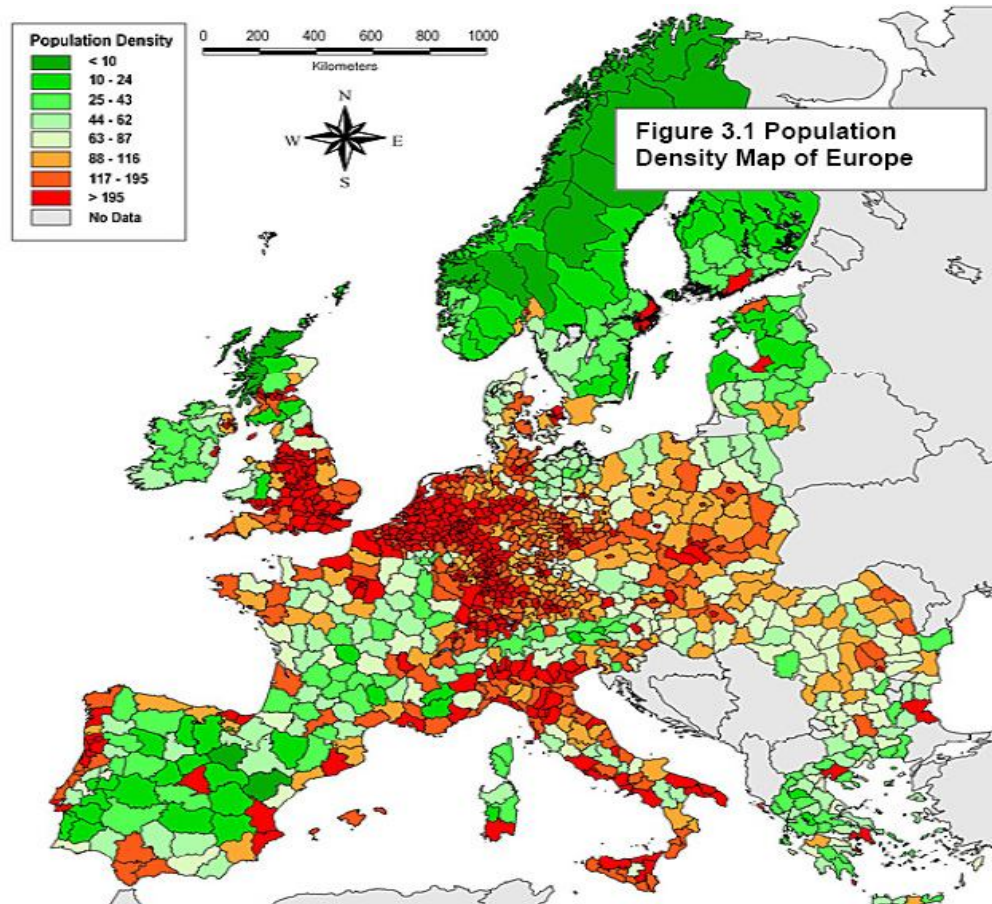 Population Density
< 10
10 - 24
25 - 43
44 - 62
63 - 87
88 - 116
117 - 195
> 195
No Data
0 200 400 600 800 1000
Kilometers
N
W E
S
Figure 3.1 Population
Density Map of Europe